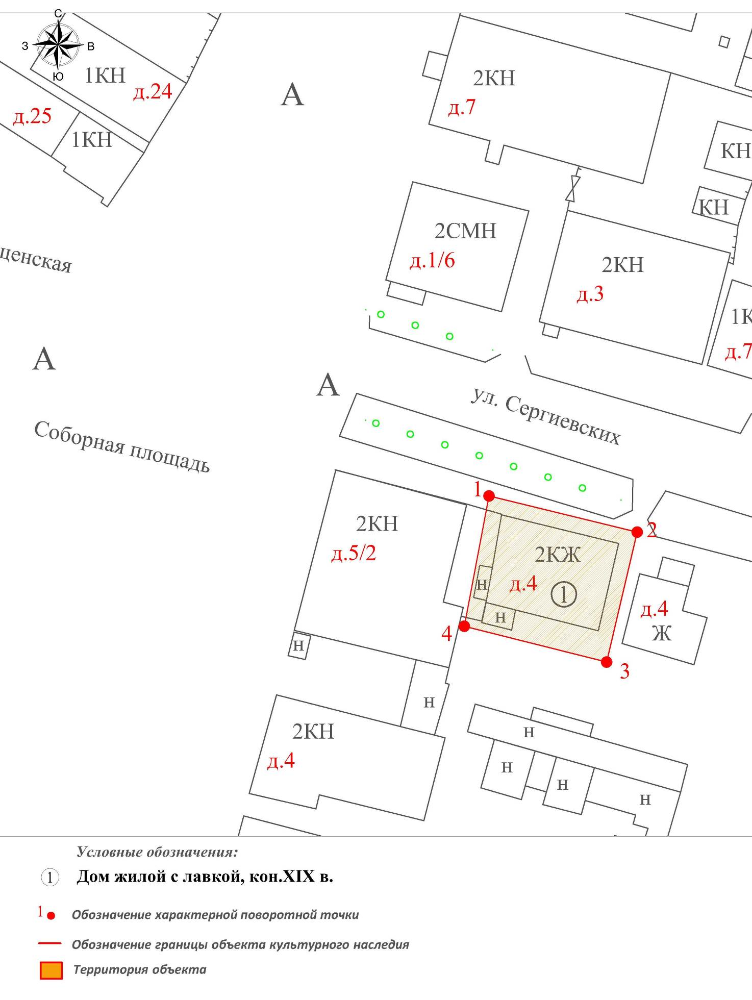 С
З
В
Ю
1КН
д.24
д.25
1КН
А
2КН
д.7
КН
КН
2СМН
д.1/6
2КН
д.3
1К
д.7
ценская
А
А
ул. Сергиевских
Соборная площадь
1
2
2КН
д.5/2
2КЖ
д.4
1
н
н
д.4
Ж
4
3
н
н
2КН
д.4
н
н
н
н
Условные обозначения:
1 Дом жилой с лавкой, кон.XIX в.
1 Обозначение характерной поворотной точки
Обозначение границы объекта культурного наследия
Территория объекта